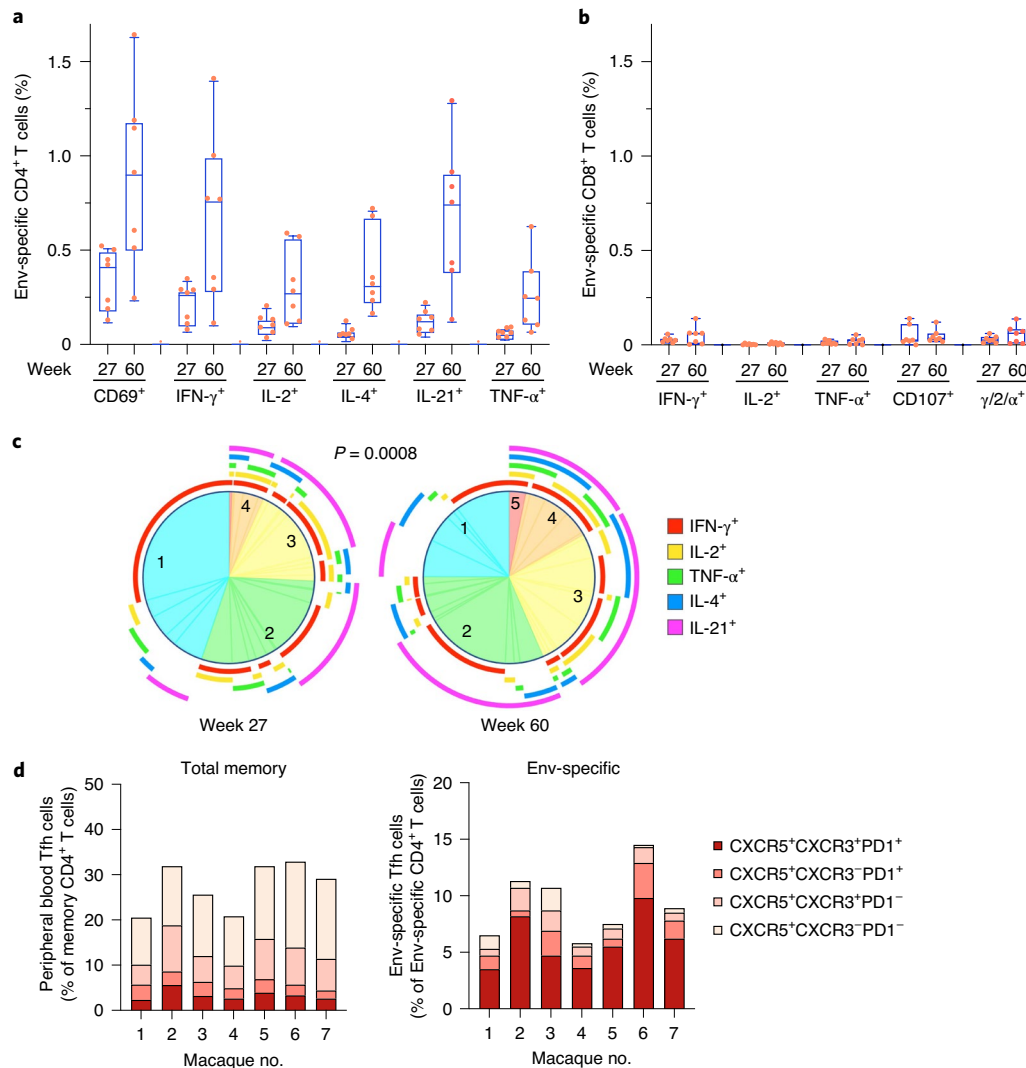 a
Env-specific CD4⁺ T cells (%)
1.5
1.0
0.5
0
Week
27 60 27 60 27 60 27 60 27 60 27 60
CD69⁺ IFN-γ⁺ IL-2⁺ IL-4⁺ IL-21⁺ TNF-α⁺
b
Env-specific CD8⁺ T cells (%)
1.5
1.0
0.5
0
Week
27 60 27 60 27 60 27 60 27 60
IFN-γ⁺ IL-2⁺ TNF-α⁺ CD107⁺ γ/2/α⁺
c
P = 0.0008
1
2
3
4
Week 27
1
2
3
4
5
Week 60
IFN-γ⁺
IL-2⁺
TNF-α⁺
IL-4⁺
IL-21⁺
d
Total memory
Peripheral blood Tfh cells
(% of memory CD4⁺ T cells)
50
40
30
20
10
0
1 2 3 4 5 6 7
Macaque no.
Env-specific
Env-specific Tfh cells
(% of Env-specific CD4⁺ T cells)
20
15
10
5
0
1 2 3 4 5 6 7
Macaque no.
CXCR5⁺CXCR3⁺PD1⁺
CXCR5⁺CXCR3⁻PD1⁺
CXCR5⁺CXCR3⁺PD1⁻
CXCR5⁺CXCR3⁻PD1⁻